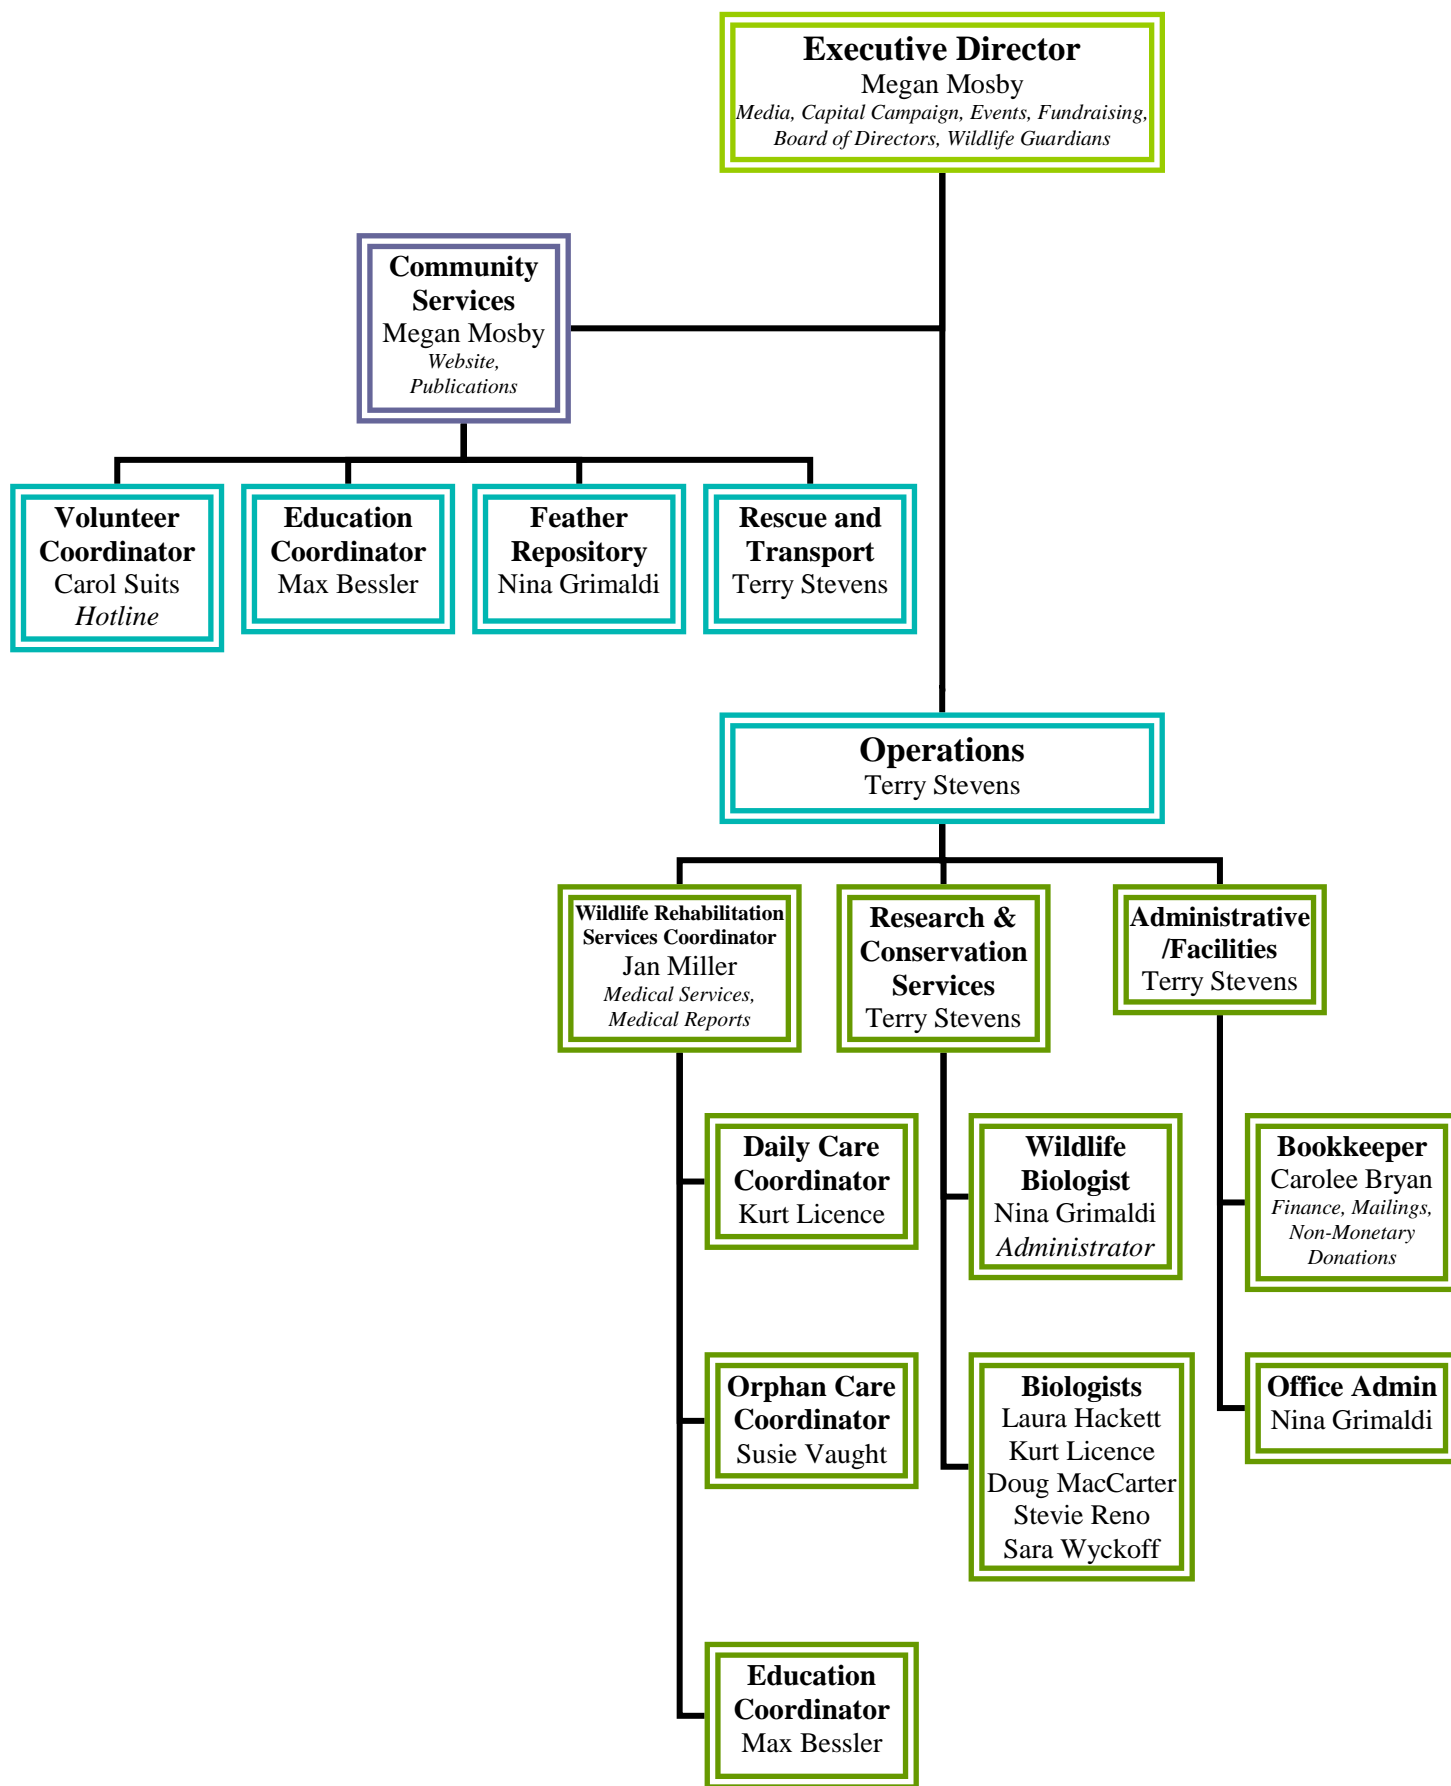 Executive Director
Megan Mosby
Media, Capital Campaign, Events, Fundraising,
Board of Directors, Wildlife Guardians
Community
Services
Megan Mosby
Website,
Publications
Volunteer
Coordinator
Carol Suits
Hotline
Education
Coordinator
Max Bessler
Feather
Repository
Nina Grimaldi
Rescue and
Transport
Terry Stevens
Operations
Terry Stevens
Wildlife Rehabilitation
Services Coordinator
Jan Miller
Medical Services,
Medical Reports
Research &
Conservation
Services
Terry Stevens
Administrative
/Facilities
Terry Stevens
Daily Care
Coordinator
Kurt Licence
Wildlife
Biologist
Nina Grimaldi
Administrator
Bookkeeper
Carolee Bryan
Finance, Mailings,
Non-Monetary
Donations
Orphan Care
Coordinator
Susie Vaught
Biologists
Laura Hackett
Kurt Licence
Doug MacCarter
Stevie Reno
Sara Wyckoff
Office Admin
Nina Grimaldi
Education
Coordinator
Max Bessler